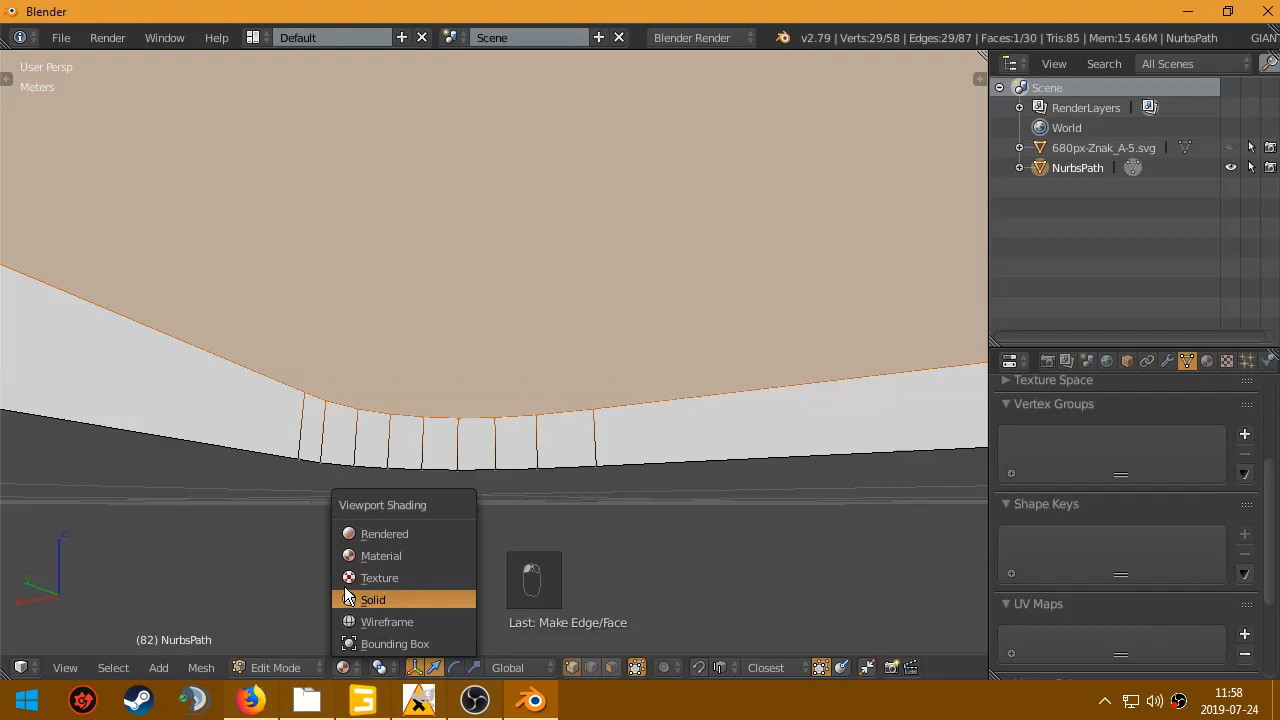 Blender
File Render Window Help Default Scene Blender Render v2.79 | Verts:29/58 | Edges:29/87 | Faces:1/30 | Tris:85 | Mem:15.46M | NurbsPath GIAN
User Persp
Meters
View Search All Scenes
Scene
RenderLayers
World
680px-Znak_A-5.svg
NurbsPath
Texture Space
Vertex Groups
Shape Keys
UV Maps
Viewport Shading
Rendered
Material
Texture
Solid
Wireframe
Bounding Box
z
y
x
(82) NurbsPath
Last: Make Edge/Face
View Select Add Mesh Edit Mode Global Closest
11:58
2019-07-24